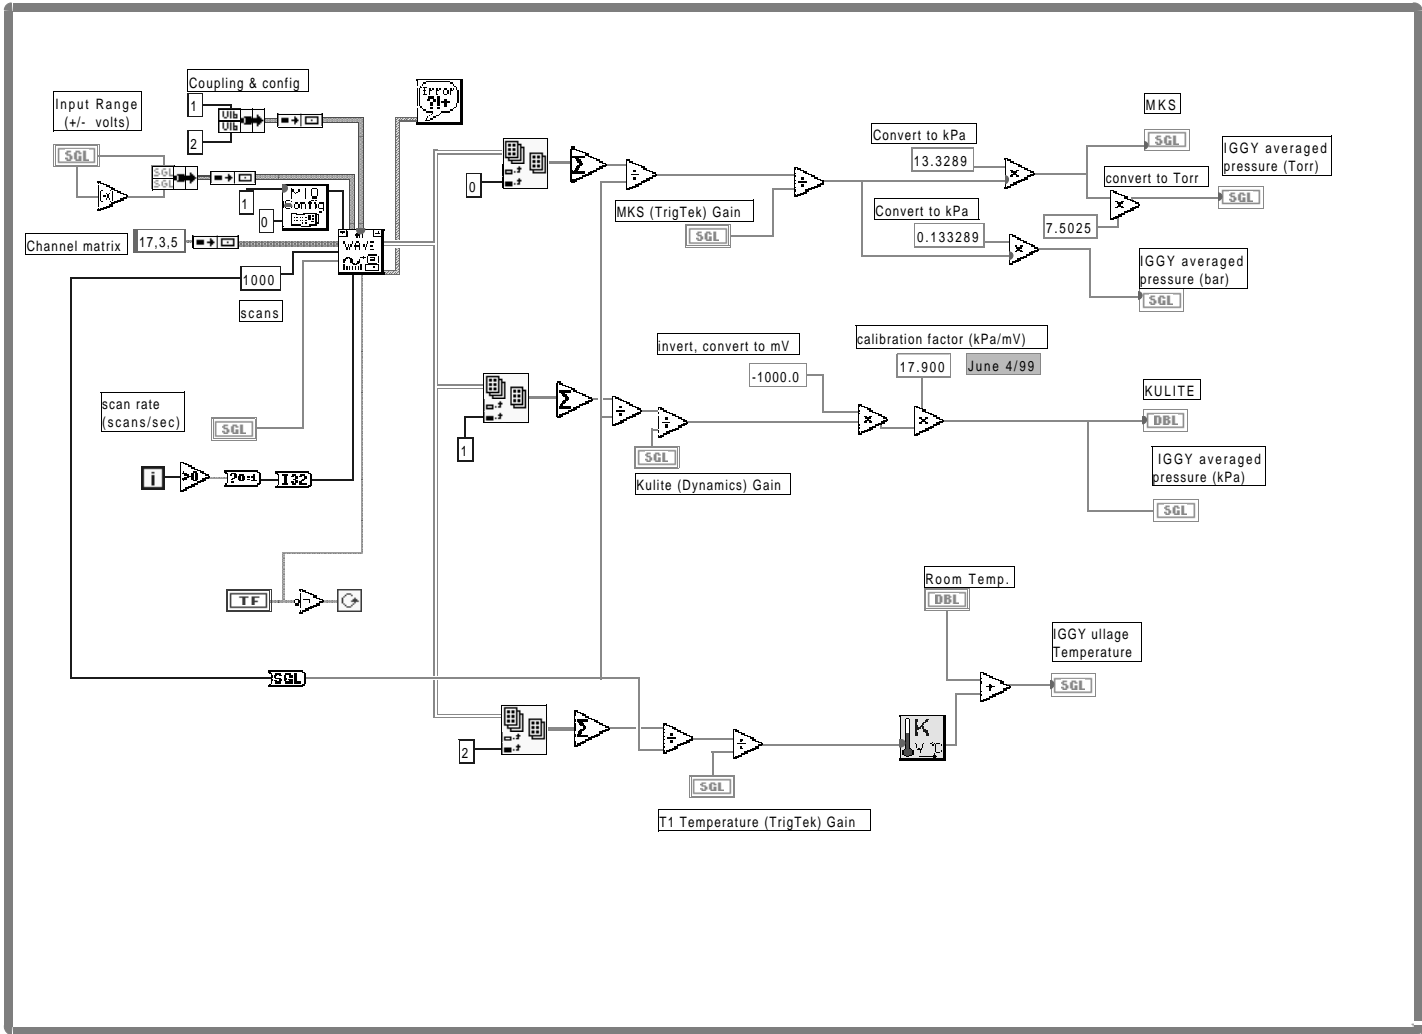 Coupling & config
Input Range
(+/- volts)
1
2
SGL
SGL
SGL
1
0
MIO
Config
Channel matrix
17,3,5
WAVE
1000
scans
scan rate
(scans/sec)
SGL
i
>0
?0:1
I32
TF
SGL
Error
?!+
0
Σ
÷
MKS (TrigTek) Gain
SGL
÷
Convert to kPa
13.3289
x
Convert to kPa
0.133289
x
MKS
SGL
convert to Torr
7.5025
x
IGGY averaged
pressure (Torr)
SGL
IGGY averaged
pressure (bar)
SGL
1
Σ
÷
÷
SGL
Kulite (Dynamics) Gain
invert, convert to mV
-1000.0
x
calibration factor (kPa/mV)
17.900
June 4/99
x
KULITE
DBL
IGGY averaged
pressure (kPa)
SGL
2
Σ
÷
÷
SGL
T1 Temperature (TrigTek) Gain
K
V °C
Room Temp.
DBL
+
IGGY ullage
Temperature
SGL